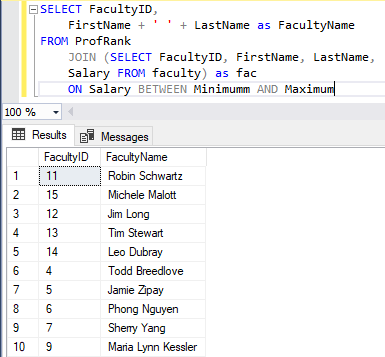 SELECT FacultyID,
FirstName + ' ' + LastName as FacultyName
FROM ProfRank
JOIN (SELECT FacultyID, FirstName, LastName,
Salary FROM faculty) as fac
ON Salary BETWEEN Minimumm AND Maximum
100 %
Results Messages
FacultyID FacultyName
1 11 Robin Schwartz
2 15 Michele Malott
3 12 Jim Long
4 13 Tim Stewart
5 14 Leo Dubray
6 4 Todd Breedlove
7 5 Jamie Zipay
8 6 Phong Nguyen
9 7 Sherry Yang
10 9 Maria Lynn Kessler